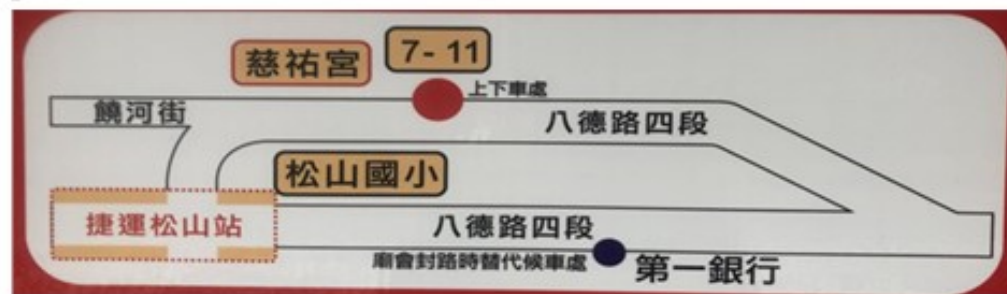 慈祐宮
7-11
上下車處
饒河街
八德路四段
松山國小
捷運松山站
八德路四段
廟會封路時替代候車處
第一銀行